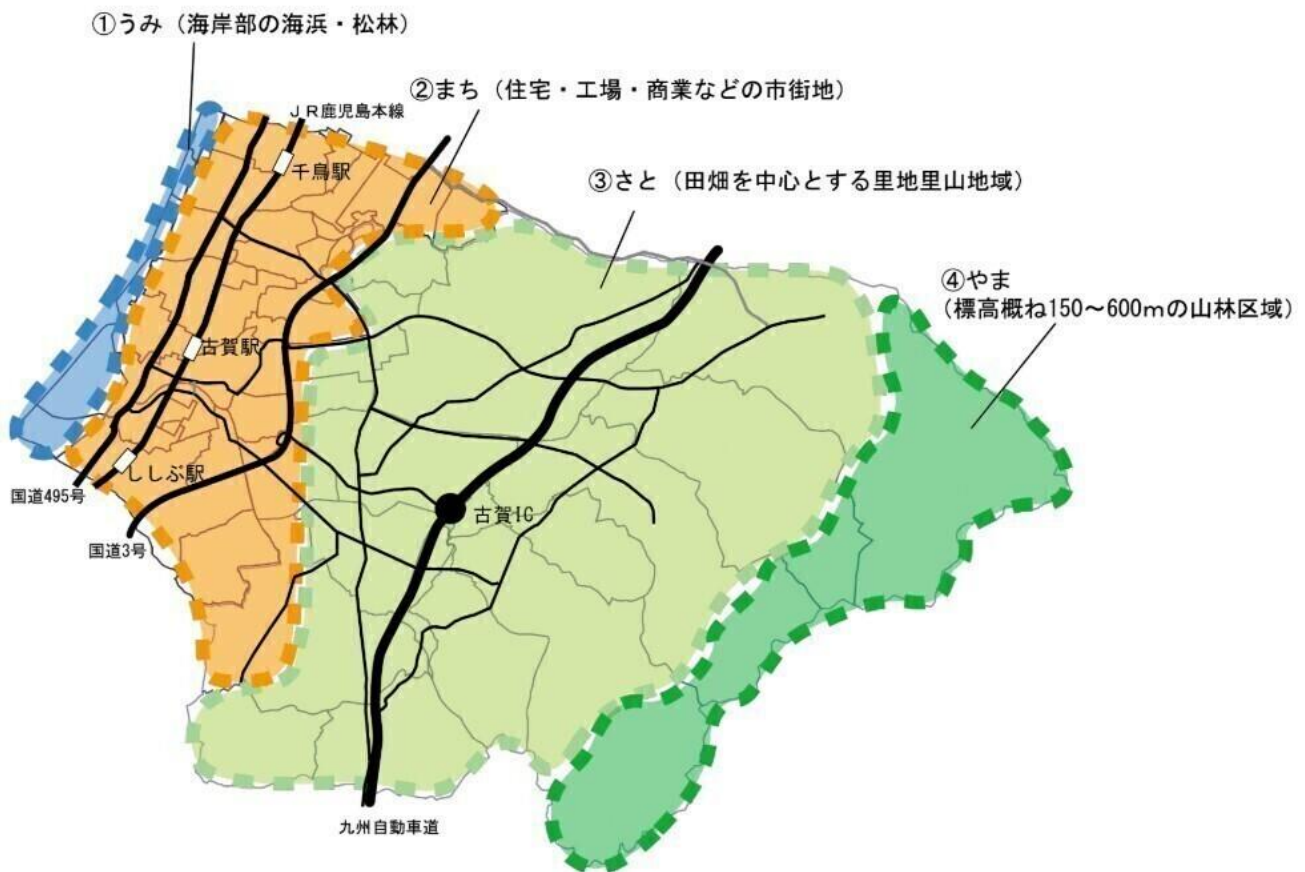 ①うみ（海岸部の海浜・松林）
②まち（住宅・工場・商業などの市街地）
ＪＲ鹿児島本線
千鳥駅
③さと（田畑を中心とする里地里山地域）
④やま
（標高概ね150～600mの山林区域）
古賀駅
ししぶ駅
国道495号
古賀IC
国道3号
九州自動車道